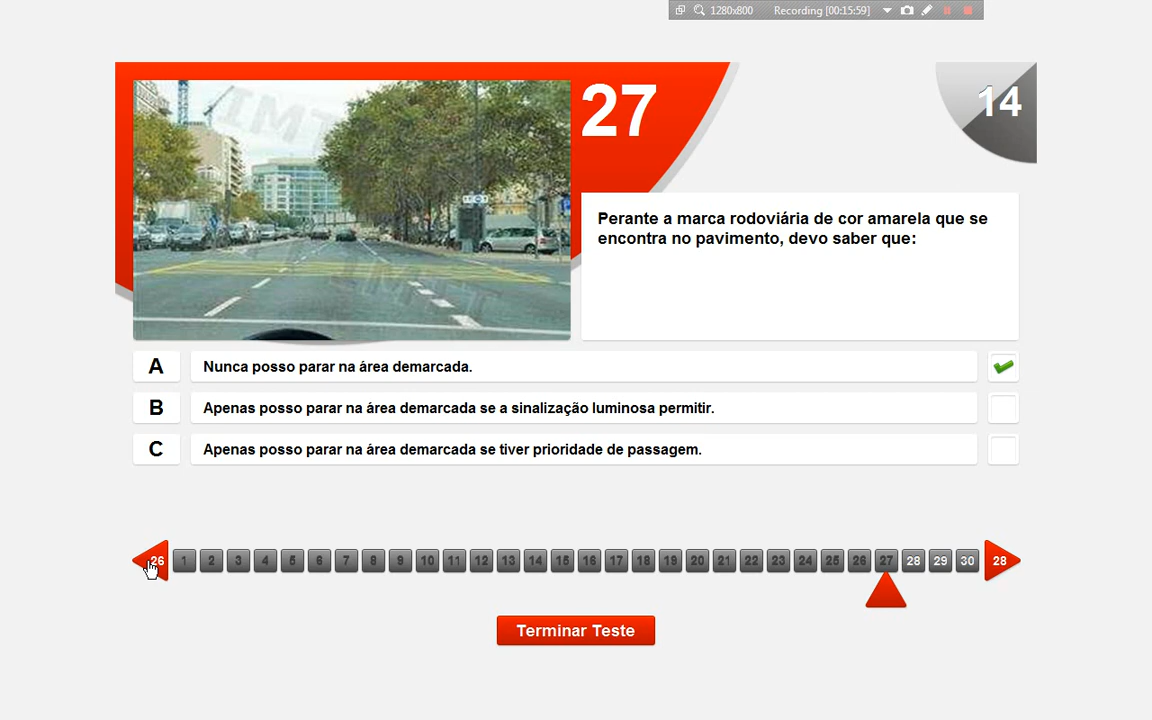 1280x800 Recording [00:15:59]
27
14
IMT
IMT
Perante a marca rodoviária de cor amarela que se
encontra no pavimento, devo saber que:
A Nunca posso parar na área demarcada.
B Apenas posso parar na área demarcada se a sinalização luminosa permitir.
C Apenas posso parar na área demarcada se tiver prioridade de passagem.
26 1 2 3 4 5 6 7 8 9 10 11 12 13 14 15 16 17 18 19 20 21 22 23 24 25 26 27 28 29 30 28
Terminar Teste